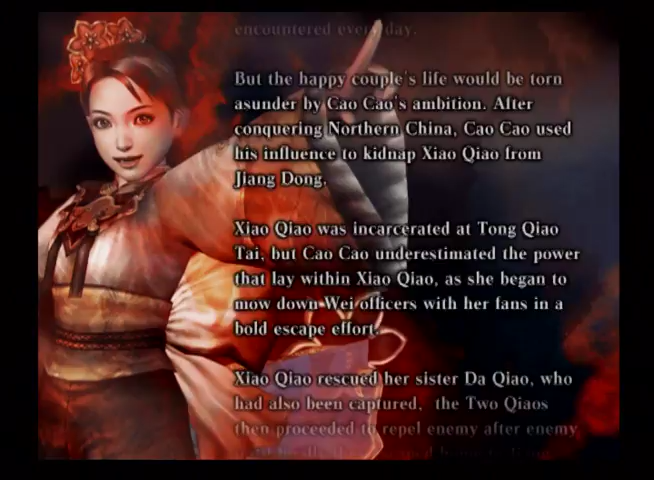 encountered every day.
But the happy couple's life would be torn
asunder by Cao Cao's ambition. After
conquering Northern China, Cao Cao used
his influence to kidnap Xiao Qiao from
Jiang Dong.
Xiao Qiao was incarcerated at Tong Qiao
Tai, but Cao Cao underestimated the power
that lay within Xiao Qiao, as she began to
mow down Wei officers with her fans in a
bold escape effort.
Xiao Qiao rescued her sister Da Qiao, who
had also been captured, the Two Qiaos
then proceeded to repel enemy after enemy